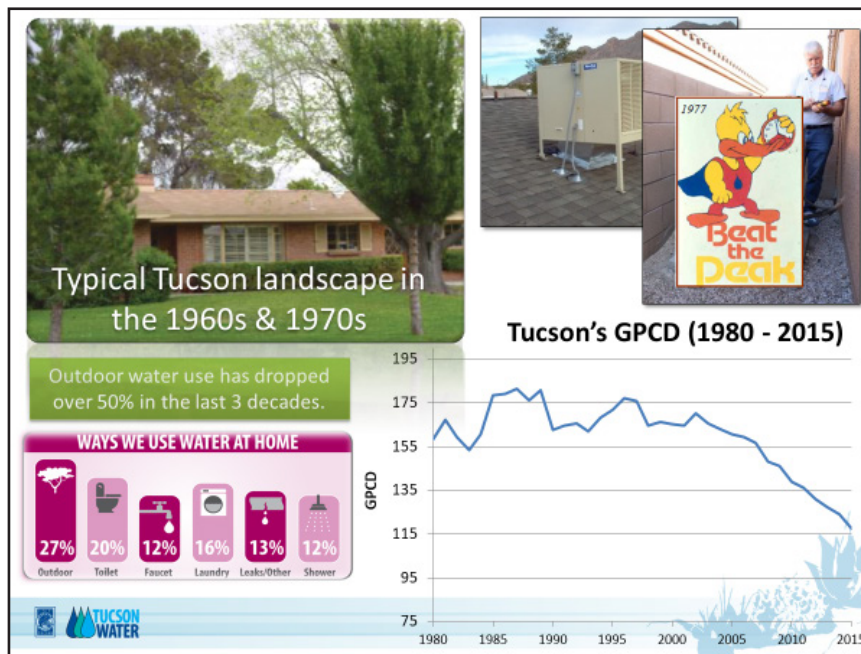 Typical Tucson landscape in
the 1960s & 1970s
1977
Beat
the
Peak
Outdoor water use has dropped
over 50% in the last 3 decades.
WAYS WE USE WATER AT HOME
27%
20%
12%
16%
13%
12%
Outdoor
Toilet
Faucet
Laundry
Leaks/Other
Shower
TUCSON
WATER
Tucson's GPCD (1980 - 2015)
GPCD
195
175
155
135
115
95
75
1980
1985
1990
1995
2000
2005
2010
2015